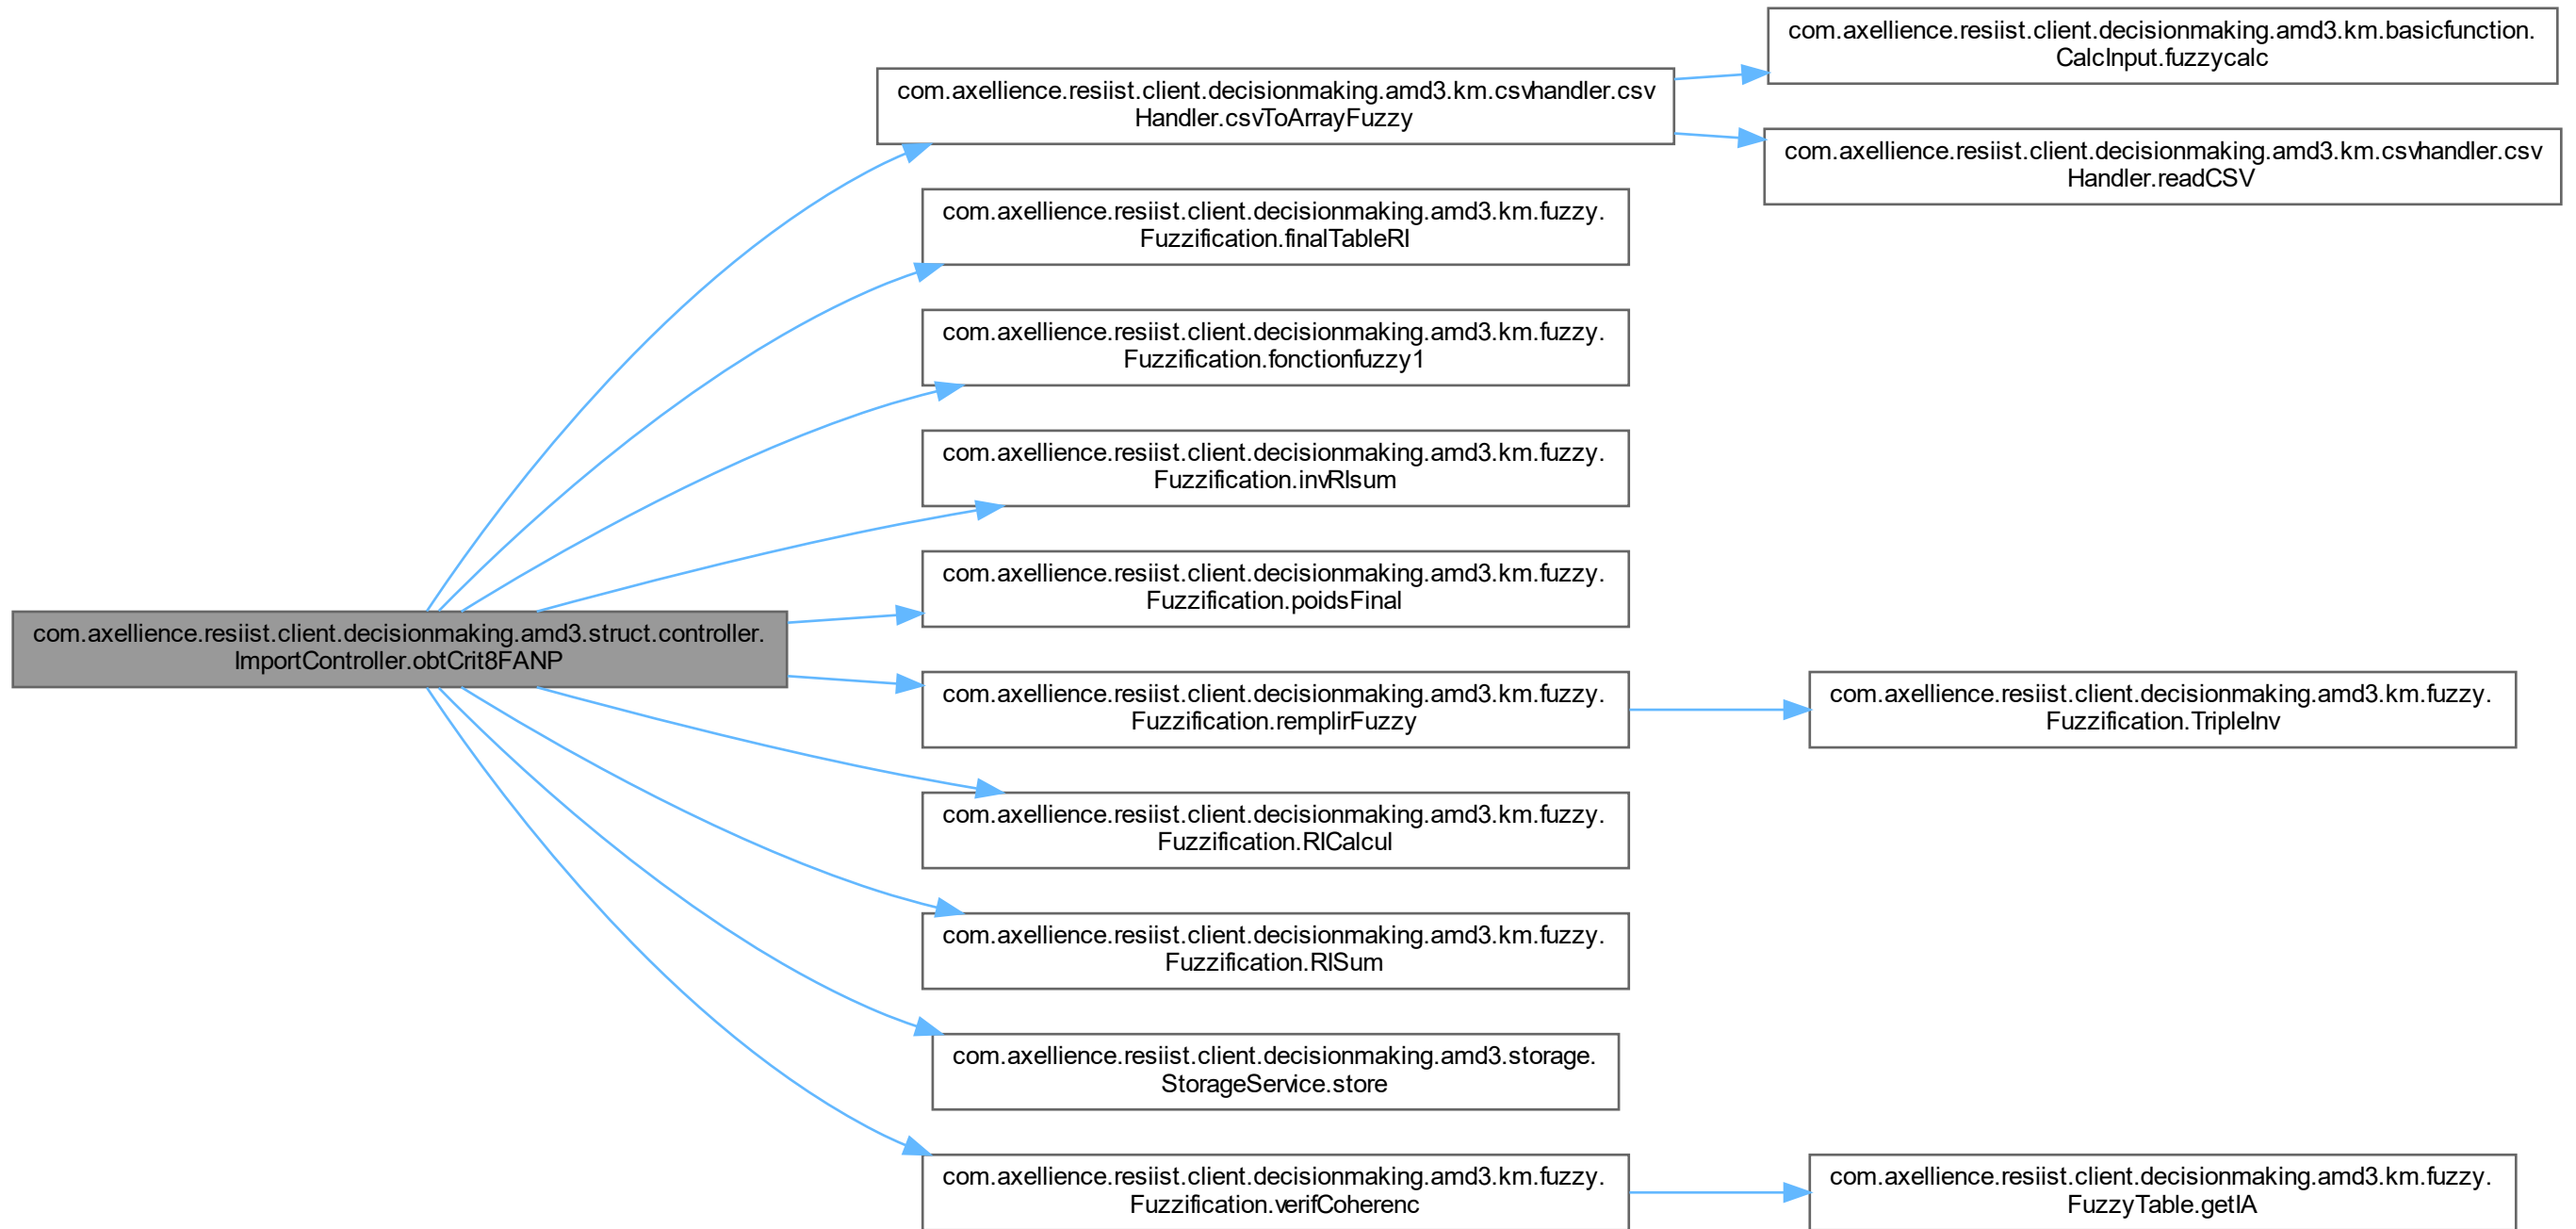 com.axellience.resiist.client.decisionmaking.amd3.struct.controller.
ImportController.obtCrit8FANP
com.axellience.resiist.client.decisionmaking.amd3.km.csvhandler.csv
Handler.csvToArrayFuzzy
com.axellience.resiist.client.decisionmaking.amd3.km.basicfunction.
CalcInput.fuzzycalc
com.axellience.resiist.client.decisionmaking.amd3.km.csvhandler.csv
Handler.readCSV
com.axellience.resiist.client.decisionmaking.amd3.km.fuzzy.
Fuzzification.finalTableRI
com.axellience.resiist.client.decisionmaking.amd3.km.fuzzy.
Fuzzification.fonctionfuzzy1
com.axellience.resiist.client.decisionmaking.amd3.km.fuzzy.
Fuzzification.invRIsum
com.axellience.resiist.client.decisionmaking.amd3.km.fuzzy.
Fuzzification.poidsFinal
com.axellience.resiist.client.decisionmaking.amd3.km.fuzzy.
Fuzzification.remplirFuzzy
com.axellience.resiist.client.decisionmaking.amd3.km.fuzzy.
Fuzzification.TripleInv
com.axellience.resiist.client.decisionmaking.amd3.km.fuzzy.
Fuzzification.RICalcul
com.axellience.resiist.client.decisionmaking.amd3.km.fuzzy.
Fuzzification.RISum
com.axellience.resiist.client.decisionmaking.amd3.storage.
StorageService.store
com.axellience.resiist.client.decisionmaking.amd3.km.fuzzy.
Fuzzification.verifCoherenc
com.axellience.resiist.client.decisionmaking.amd3.km.fuzzy.
FuzzyTable.getIA